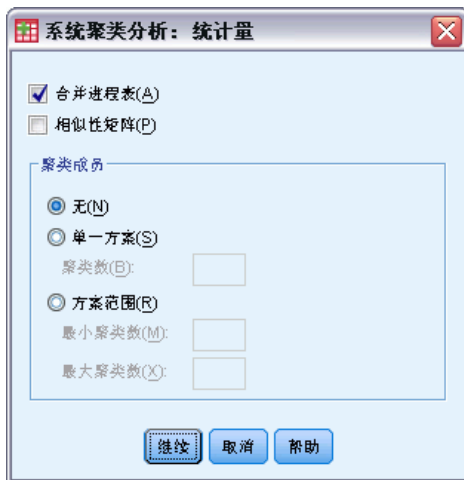 系统聚类分析：统计量
合并进程表(A)
相似性矩阵(P)
聚类成员
无(N)
单一方案(S)
聚类数(B):
方案范围(R)
最小聚类数(M):
最大聚类数(X):
继续 取消 帮助